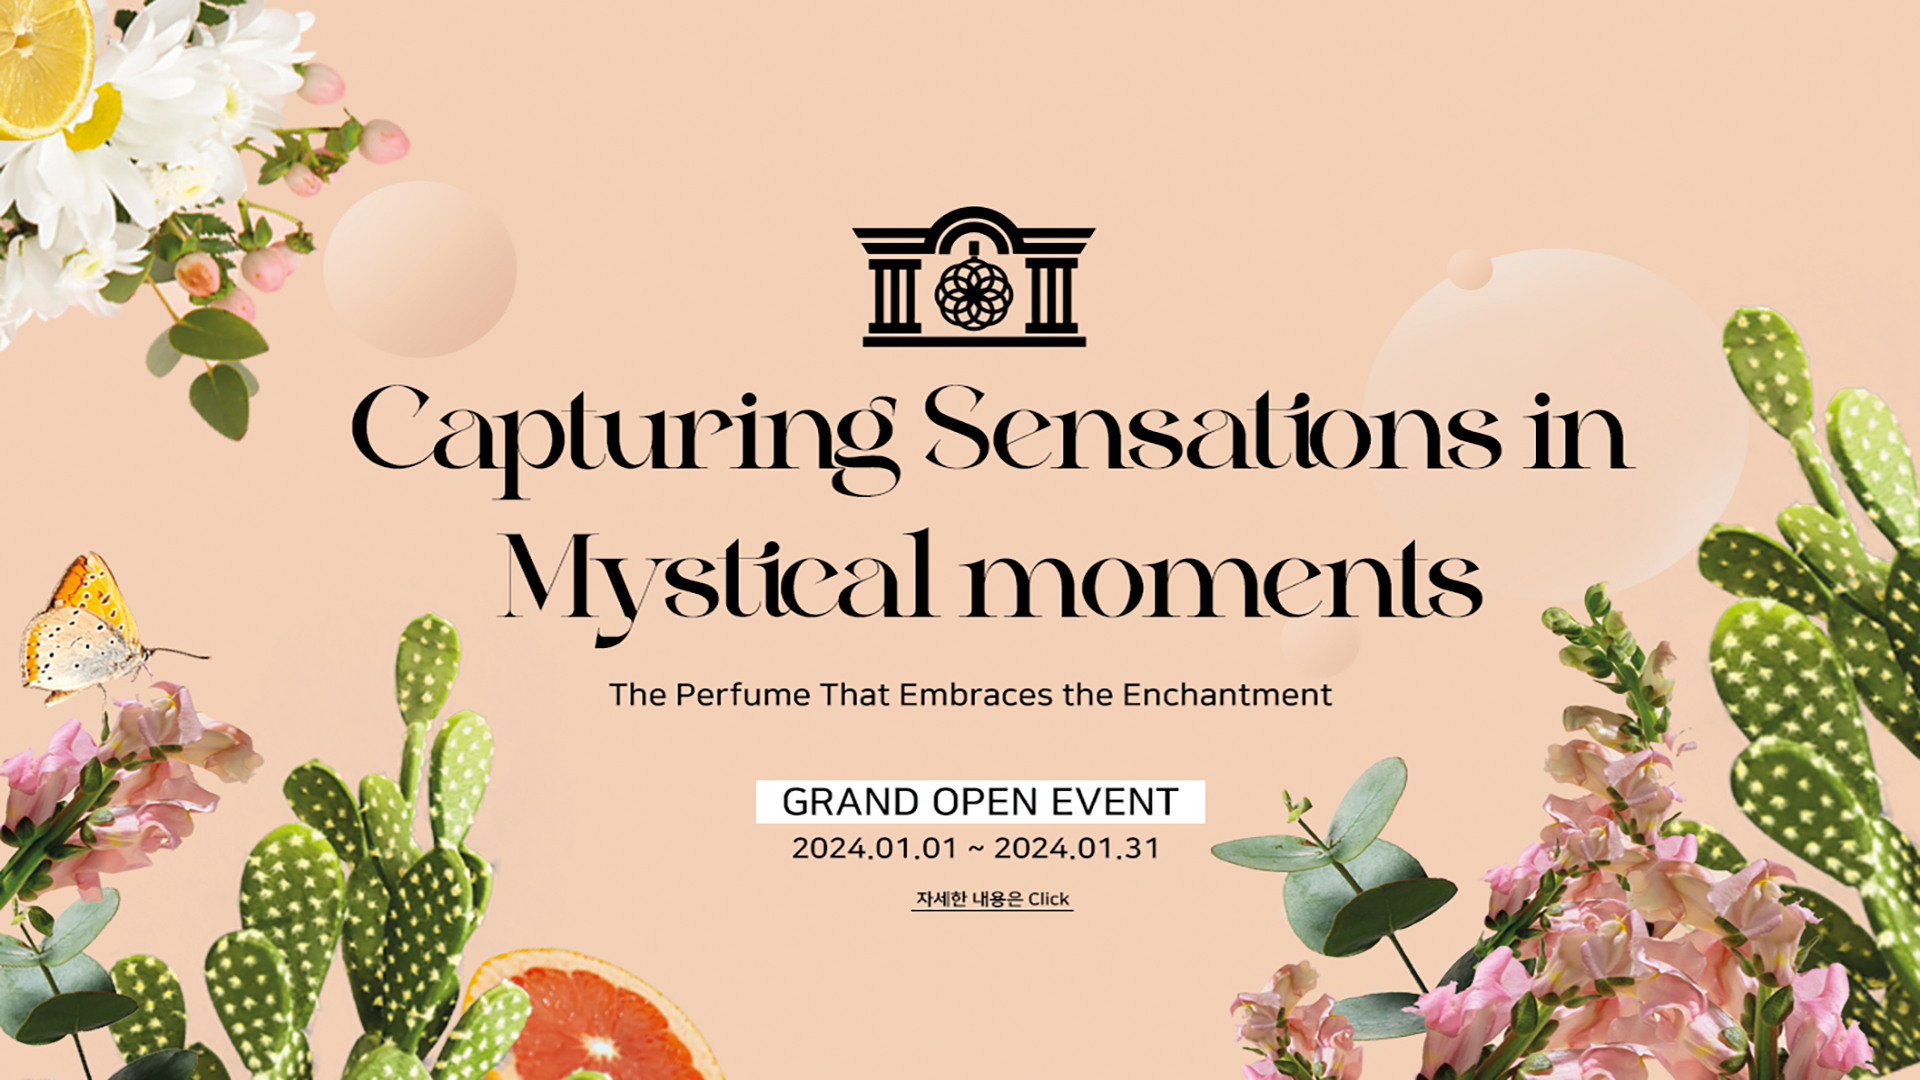 Capturing Sensations in
Mystical moments
The Perfume That Embraces the Enchantment
GRAND OPEN EVENT
2024.01.01 ~ 2024.01.31
자세한 내용은 Click